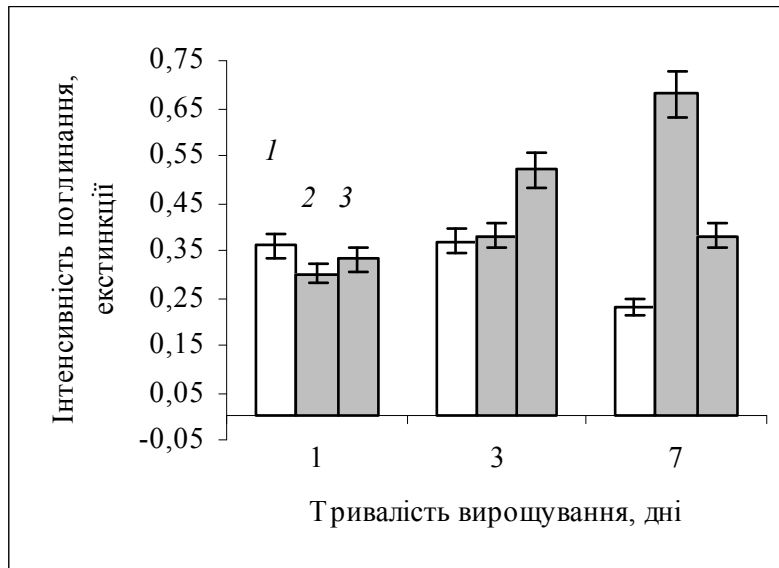 Інтенсивність поглинання,
екстинкції
0,75
0,65
0,55
0,45
0,35
0,25
0,15
0,05
-0,05
1
2 3
1 3 7
Тривалість вирощування, дні